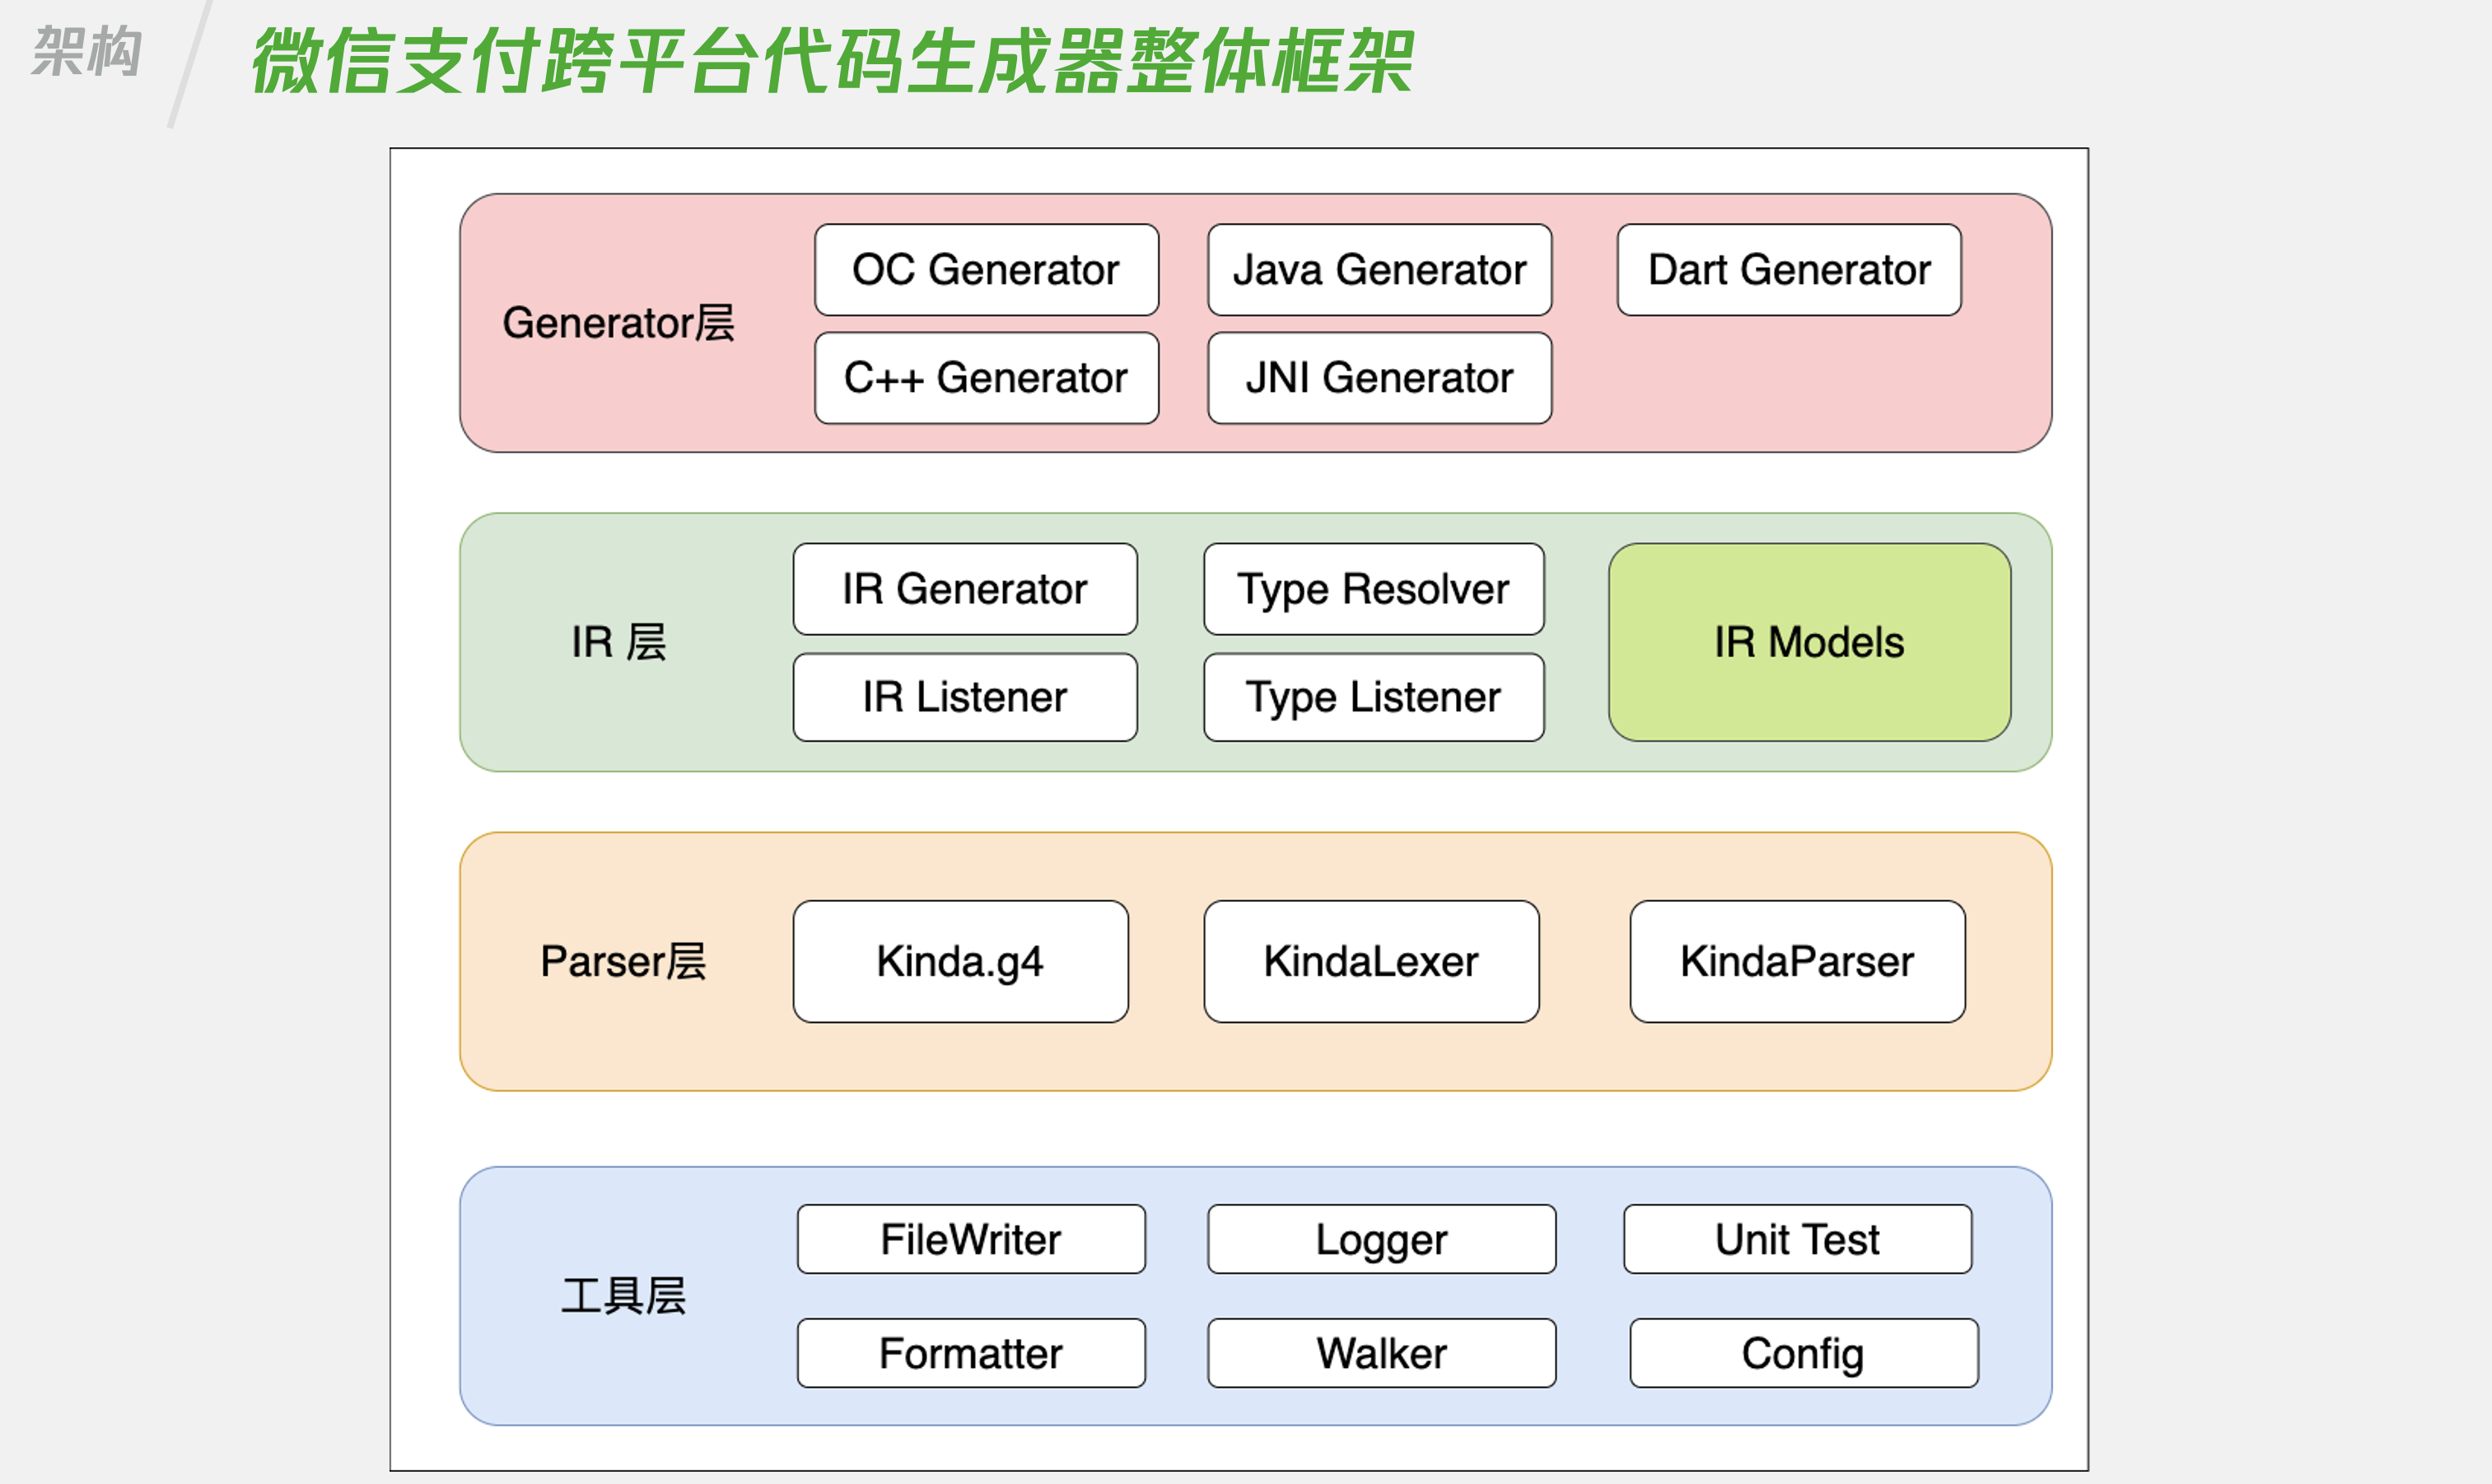 架构
微信支付跨平台代码生成器整体框架
Generator层
OC Generator
Java Generator
Dart Generator
C++ Generator
JNI Generator
IR 层
IR Generator
Type Resolver
IR Models
IR Listener
Type Listener
Parser层
Kinda.g4
KindaLexer
KindaParser
工具层
FileWriter
Logger
Unit Test
Formatter
Walker
Config